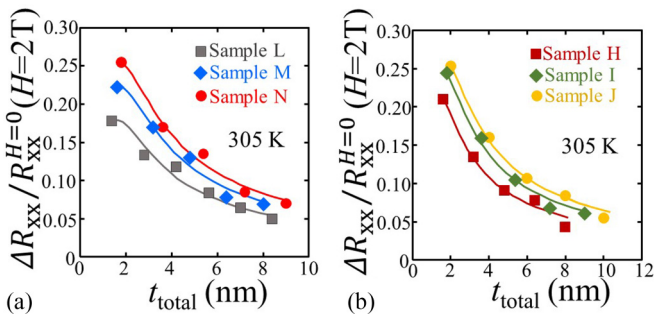 ΔR_xx/R_xx^{H=0} (H=2T)
0.30
0.25
0.20
0.15
0.10
0.05
0
Sample L
Sample M
Sample N
305 K
0 2 4 6 8 10
t_total (nm)
(a)
ΔR_xx/R_xx^{H=0} (H=2T)
0.30
0.25
0.20
0.15
0.10
0.05
0
Sample H
Sample I
Sample J
305 K
0 2 4 6 8 10 12
t_total (nm)
(b)